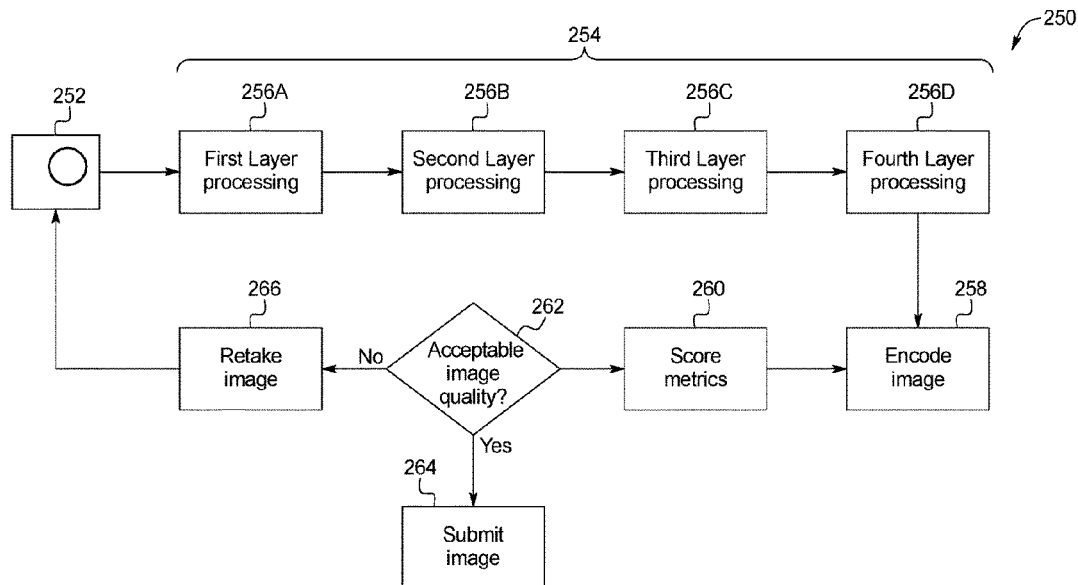 250
254
252
256A
256B
256C
256D
First Layer
processing
Second Layer
processing
Third Layer
processing
Fourth Layer
processing
266
262
260
258
Retake
image
No
Acceptable
image
quality?
Score
metrics
Encode
image
Yes
264
Submit
image